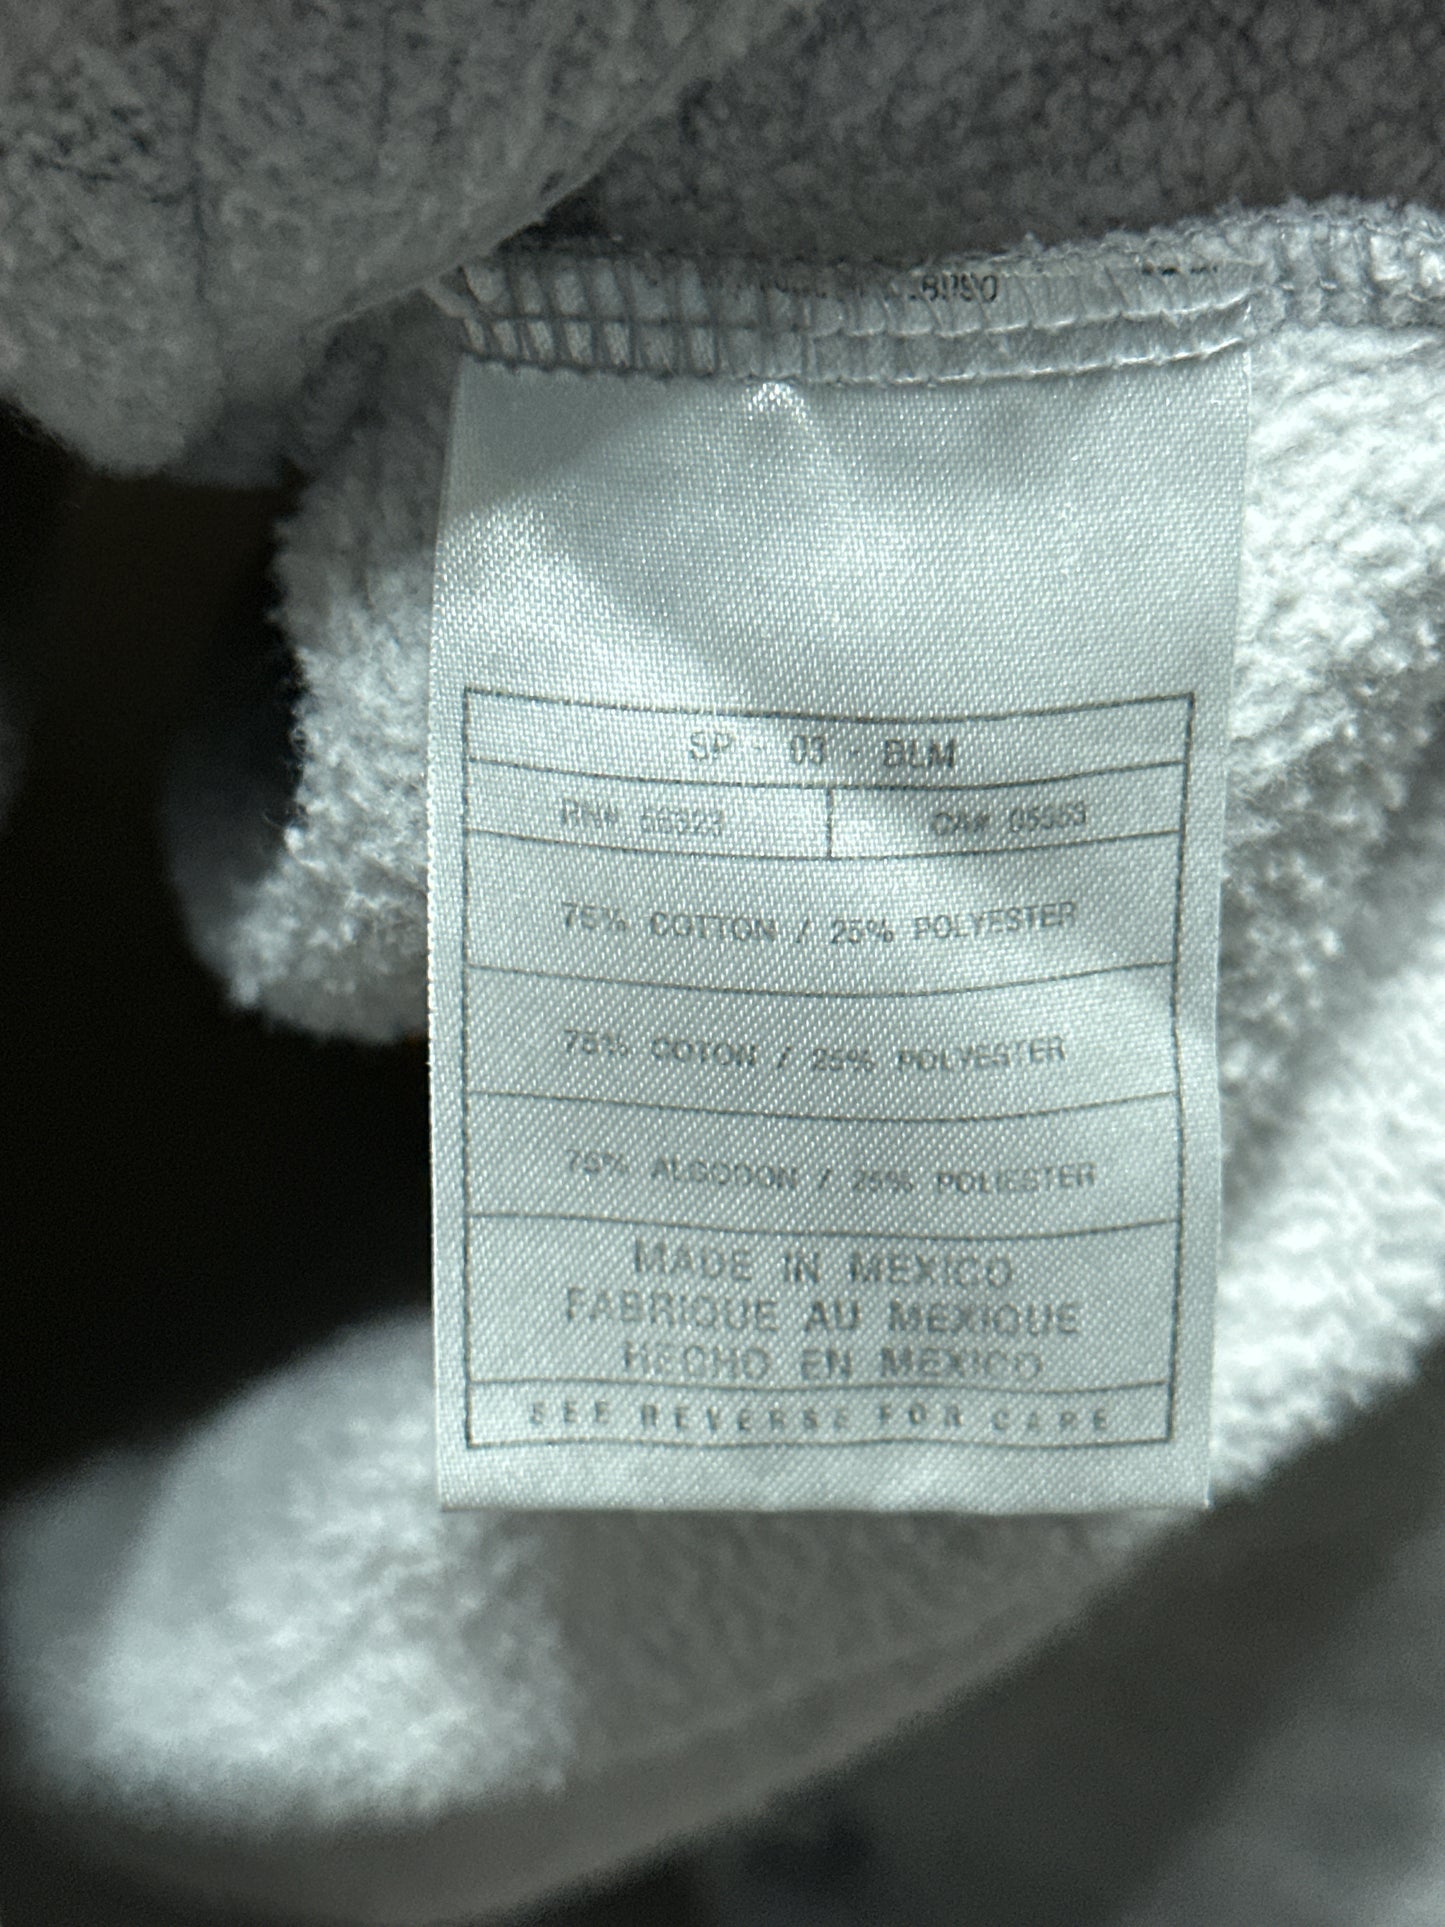 SP - 03 - BLM
RN# 56323 CA# 05553
75% COTTON / 25% POLYESTER
75% COTON / 25% POLYESTER
75% ALGODON / 25% POLIESTER
MADE IN MEXICO
FABRIQUE AU MEXIQUE
HECHO EN MEXICO
SEE REVERSE FOR CARE